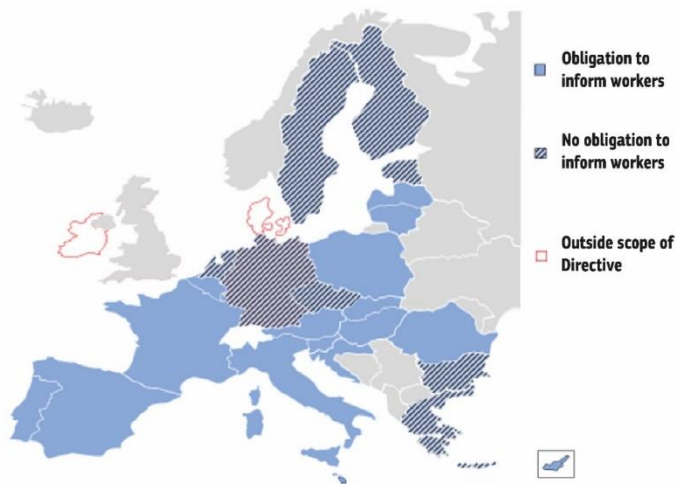 Obligation to
inform workers
No obligation to
inform workers
Outside scope of
Directive